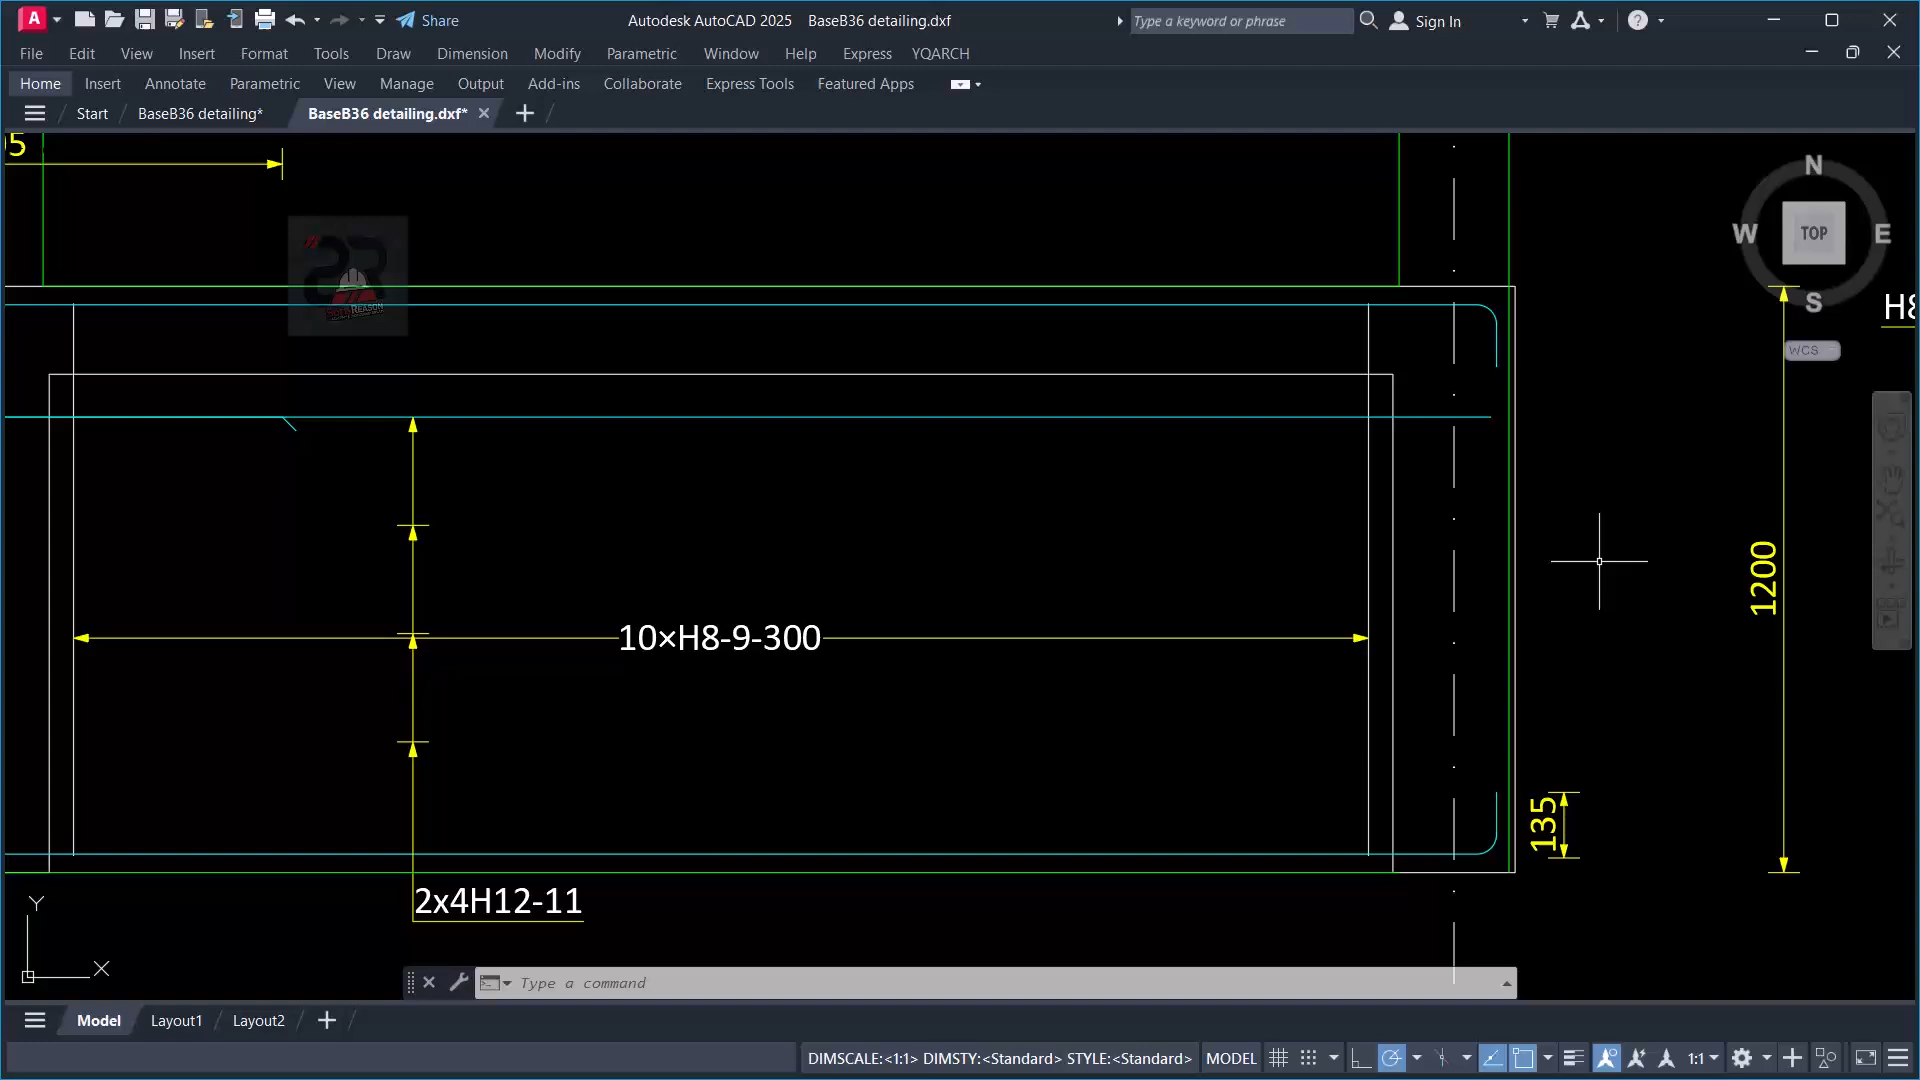 Share
Autodesk AutoCAD 2025 BaseB36 detailing.dxf
Type a keyword or phrase
Sign In
File Edit View Insert Format Tools Draw Dimension Modify Parametric Window Help Express YQARCH
Home Insert Annotate Parametric View Manage Output Add-ins Collaborate Express Tools Featured Apps
Start BaseB36 detailing* BaseB36 detailing.dxf*
N
W TOP E
S
WCS
10×H8-9-300
1200
135
2x4H12-11
Y
X
Type a command
Model Layout1 Layout2
DIMSCALE:<1:1> DIMSTY:<Standard> STYLE:<Standard> MODEL 1:1